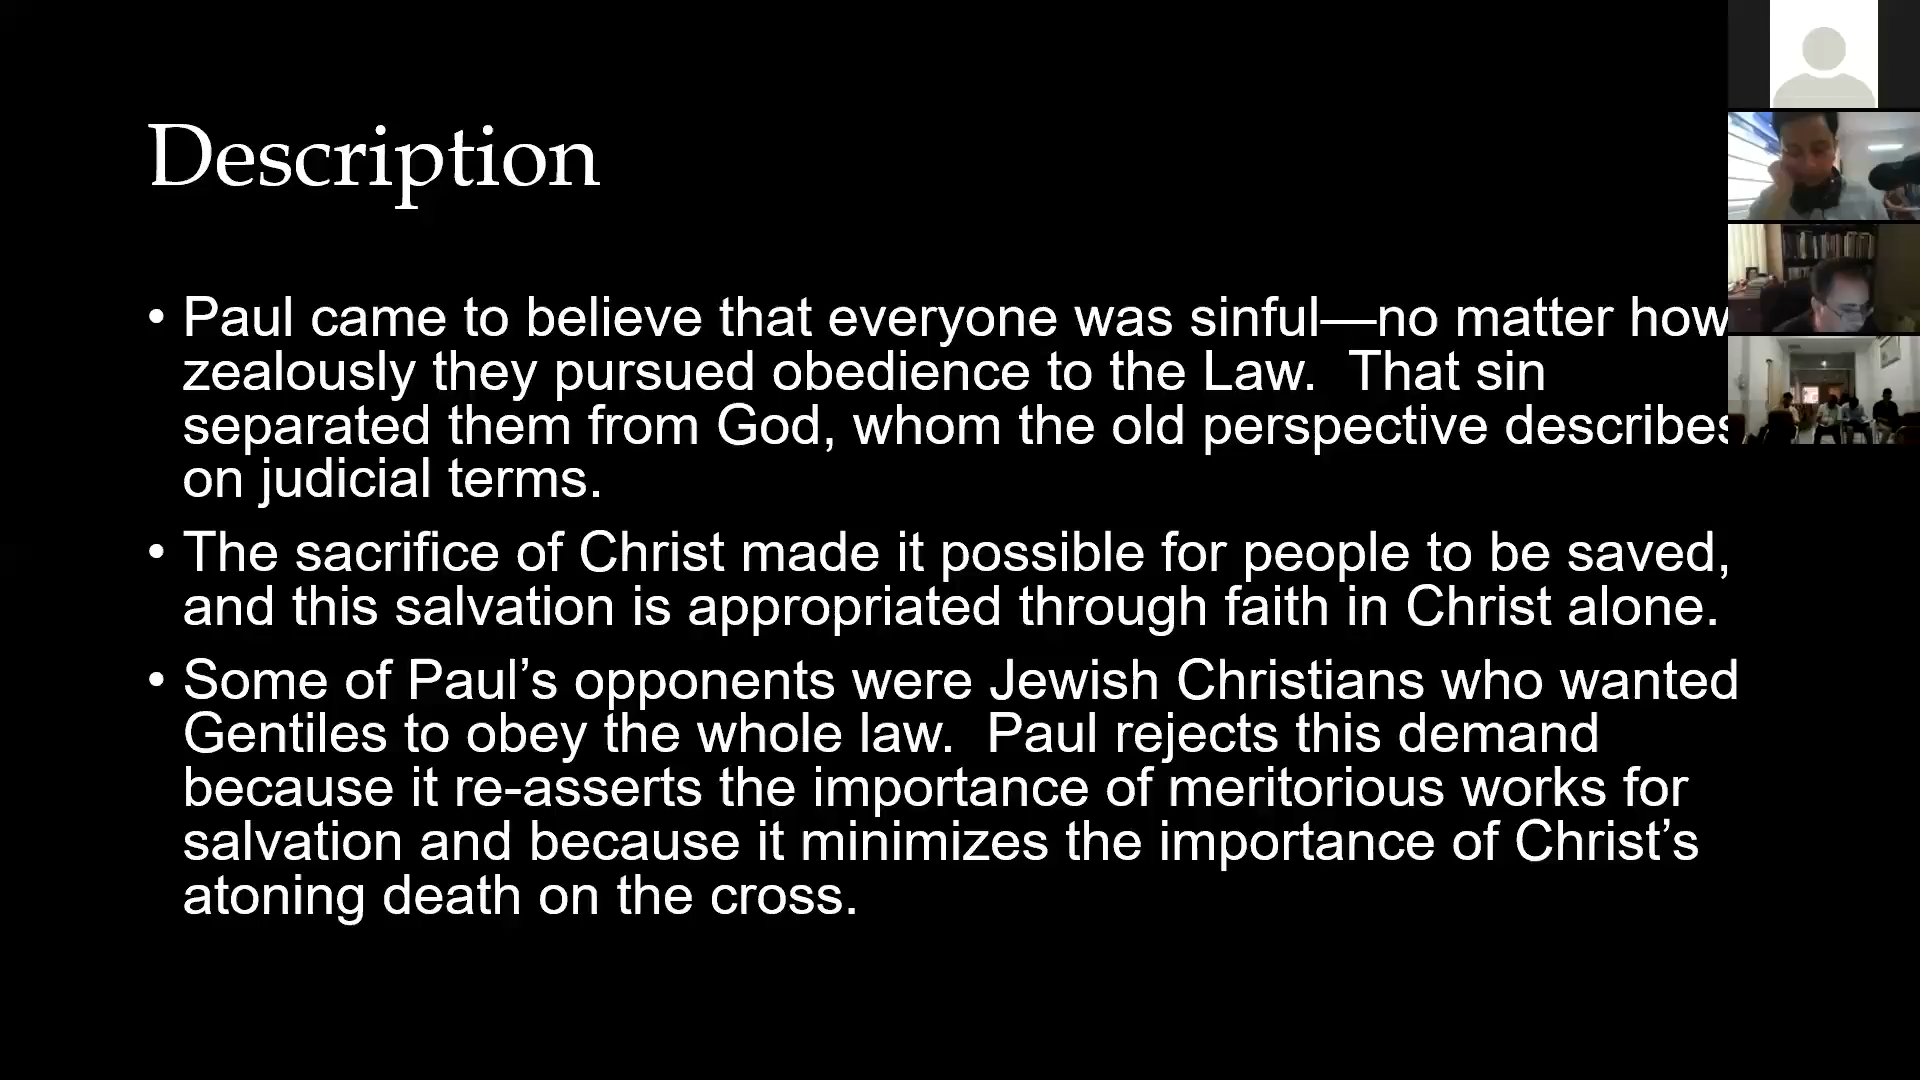 Description
• Paul came to believe that everyone was sinful—no matter how
zealously they pursued obedience to the Law.  That sin
separated them from God, whom the old perspective describes
on judicial terms.
• The sacrifice of Christ made it possible for people to be saved,
and this salvation is appropriated through faith in Christ alone.
• Some of Paul’s opponents were Jewish Christians who wanted
Gentiles to obey the whole law.  Paul rejects this demand
because it re-asserts the importance of meritorious works for
salvation and because it minimizes the importance of Christ’s
atoning death on the cross.